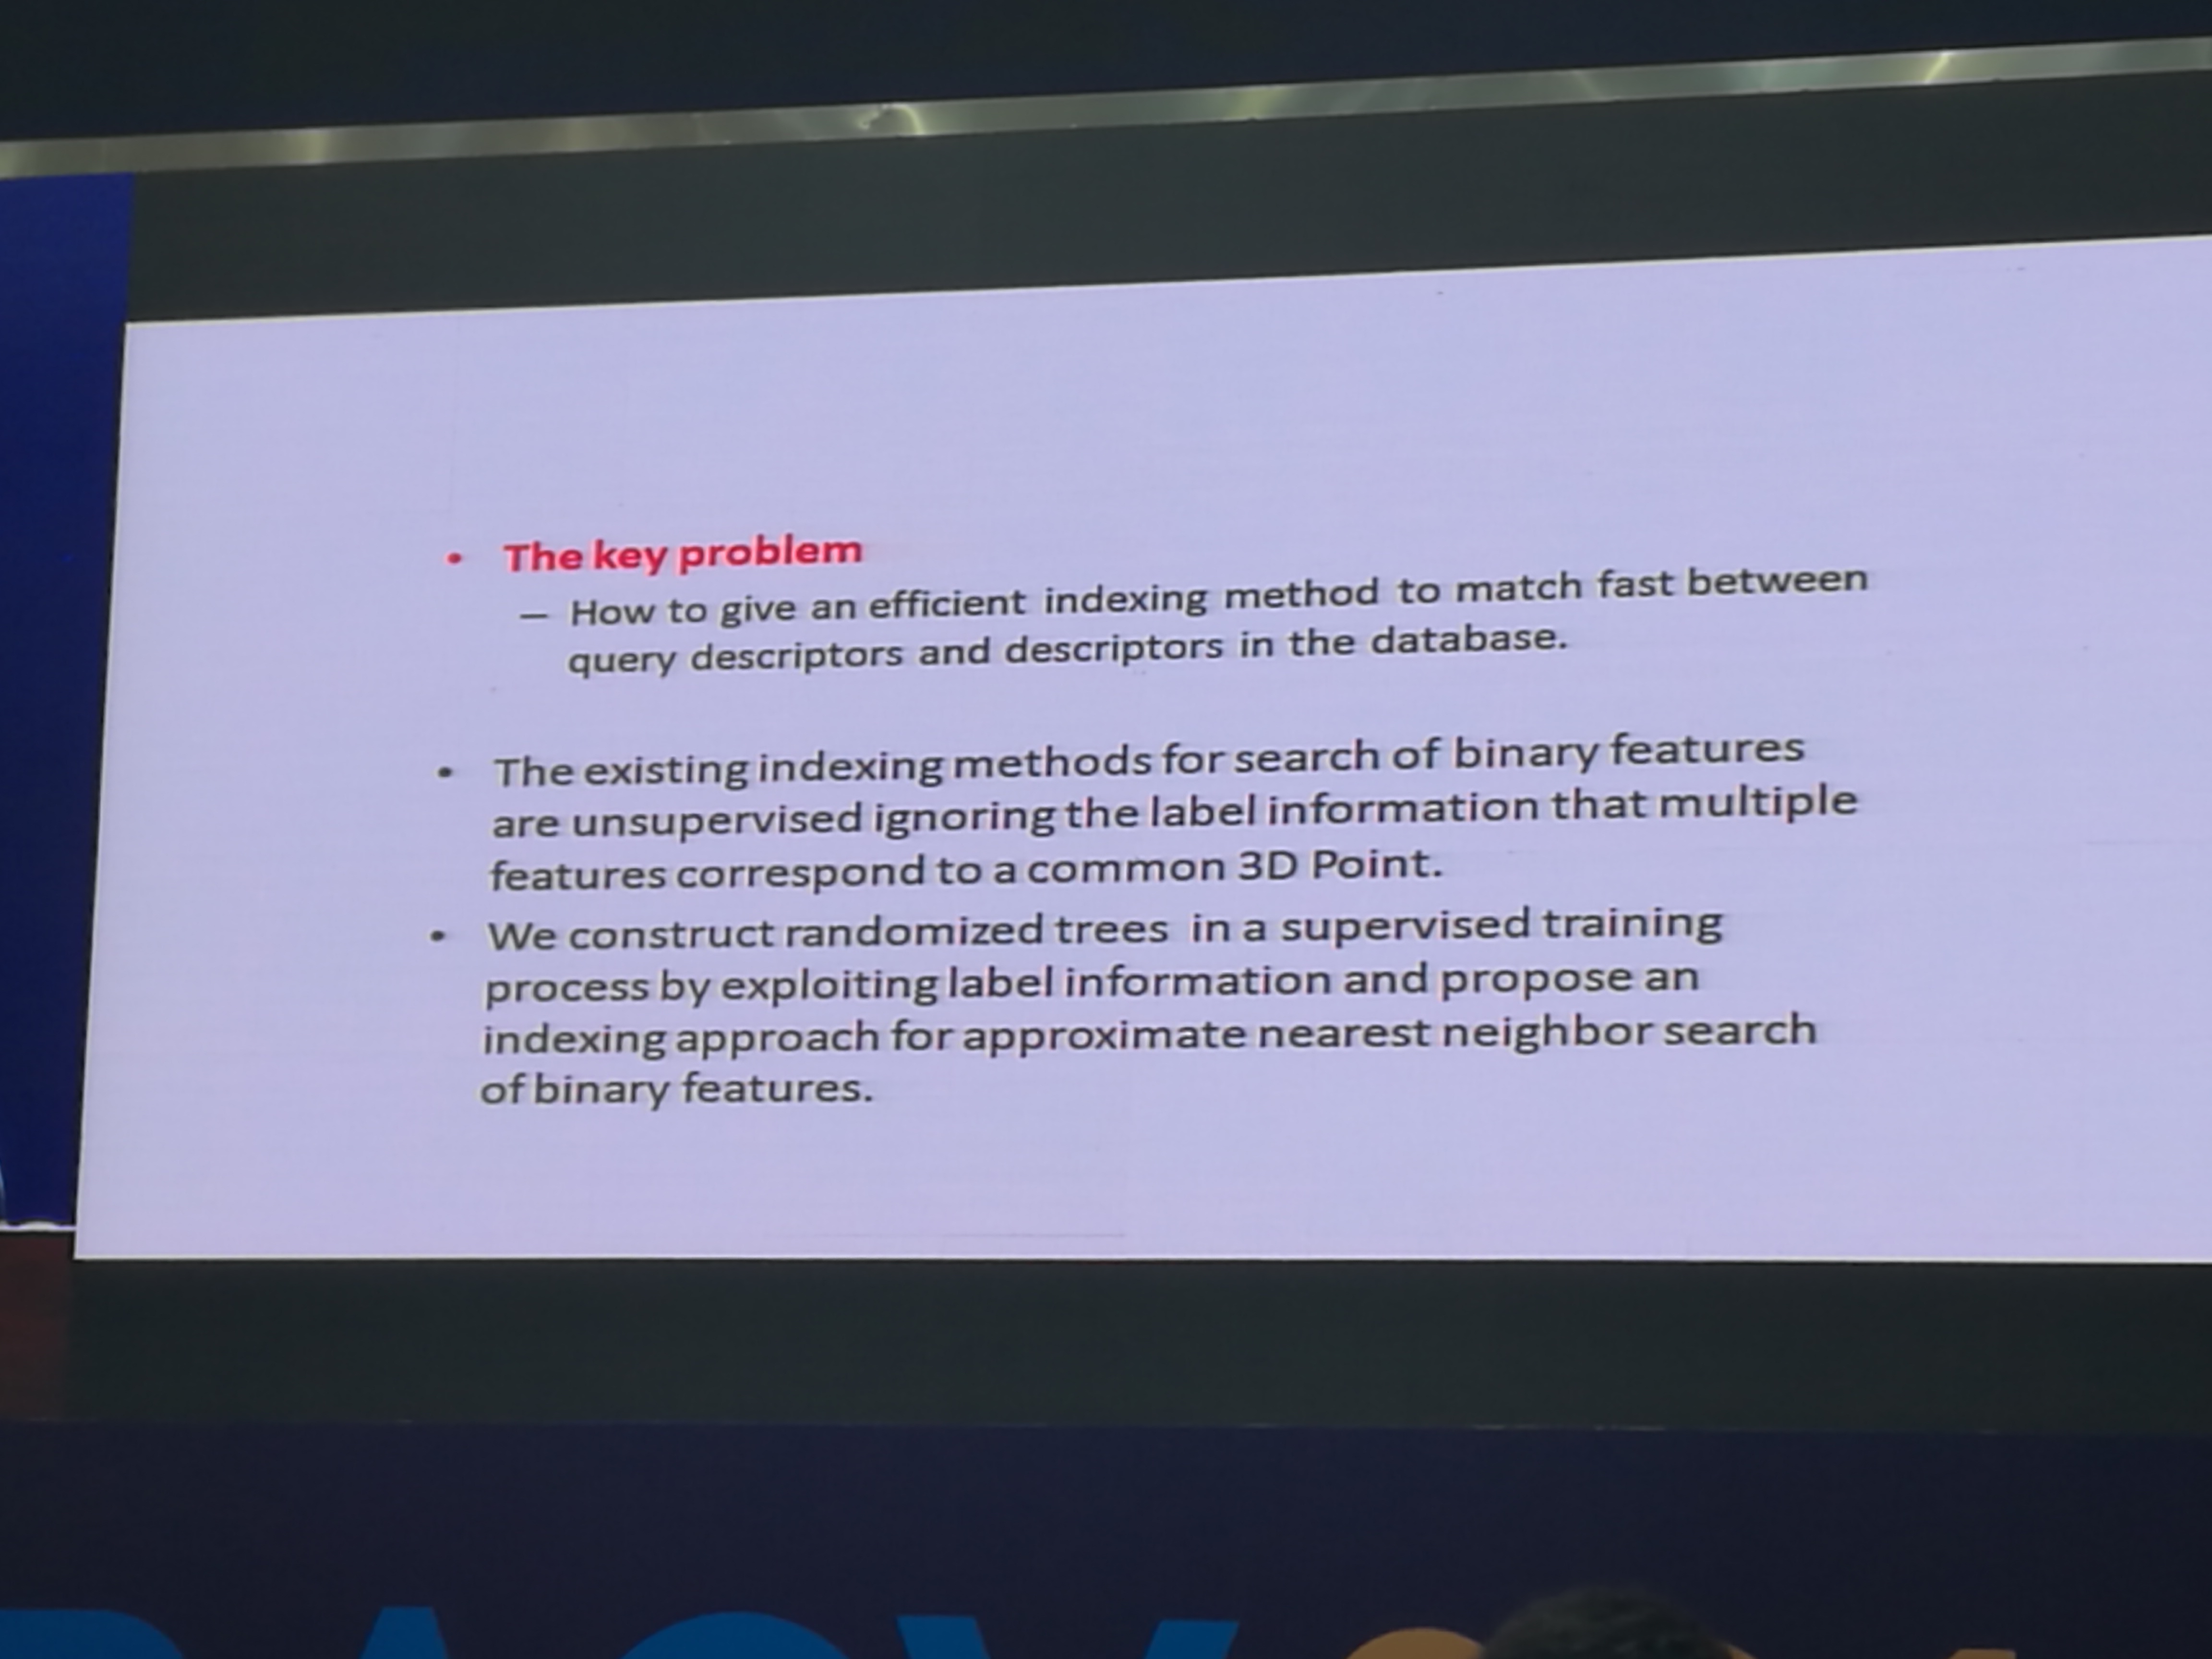 • The key problem
– How to give an efficient indexing method to match fast between
query descriptors and descriptors in the database.
• The existing indexing methods for search of binary features
are unsupervised ignoring the label information that multiple
features correspond to a common 3D Point.
• We construct randomized trees in a supervised training
process by exploiting label information and propose an
indexing approach for approximate nearest neighbor search
of binary features.